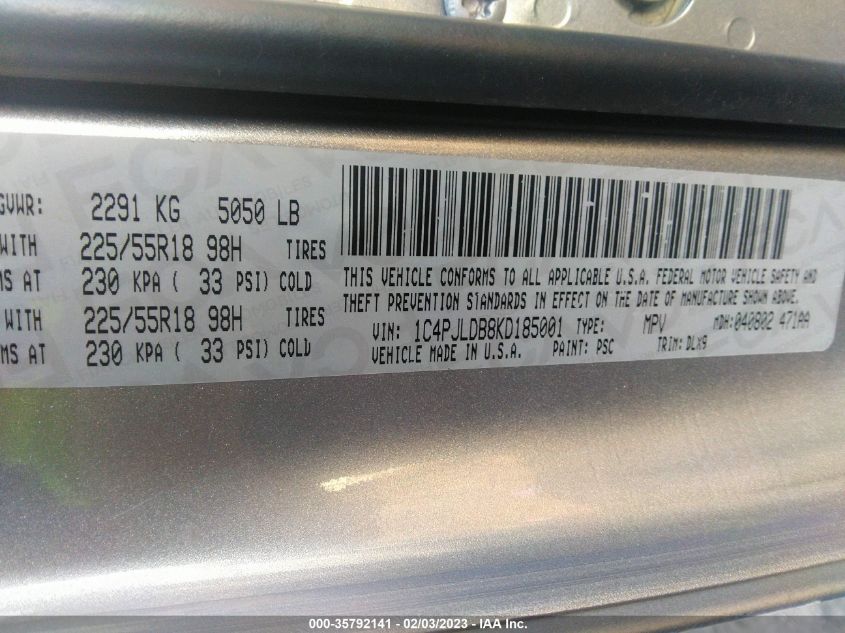 GVWR: 2291 KG 5050 LB
WITH 225/55R18 98H TIRES
MS AT 230 KPA ( 33 PSI) COLD
WITH 225/55R18 98H TIRES
MS AT 230 KPA ( 33 PSI) COLD
THIS VEHICLE CONFORMS TO ALL APPLICABLE U.S.A. FEDERAL MOTOR VEHICLE SAFETY AND
THEFT PREVENTION STANDARDS IN EFFECT ON THE DATE OF MANUFACTURE SHOWN ABOVE.
VIN: 1C4PJLDB8KD185001 TYPE: MPV MDH:040802 471AA
VEHICLE MADE IN U.S.A. PAINT: PSC TRIM: DLX9
000-35792141 - 02/03/2023 - IAA Inc.